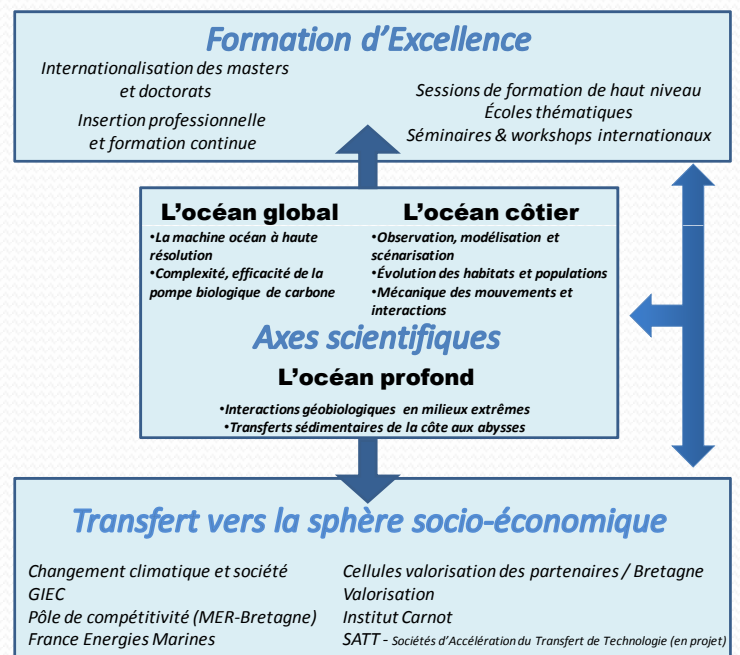 Formation d'Excellence
Internationalisation des masters
et doctorats
Insertion professionnelle
et formation continue
Sessions de formation de haut niveau
Écoles thématiques
Séminaires & workshops internationaux
L'océan global
•La machine océan à haute
résolution
•Complexité, efficacité de la
pompe biologique de carbone
L'océan côtier
•Observation, modélisation et
scénarisation
•Évolution des habitats et populations
•Mécanique des mouvements et
interactions
Axes scientifiques
L'océan profond
•Interactions géobiologiques en milieux extrêmes
•Transferts sédimentaires de la côte aux abysses
Transfert vers la sphère socio-économique
Changement climatique et société
GIEC
Pôle de compétitivité (MER-Bretagne)
France Energies Marines
Cellules valorisation des partenaires / Bretagne
Valorisation
Institut Carnot
SATT - Sociétés d'Accélération du Transfert de Technologie (en projet)